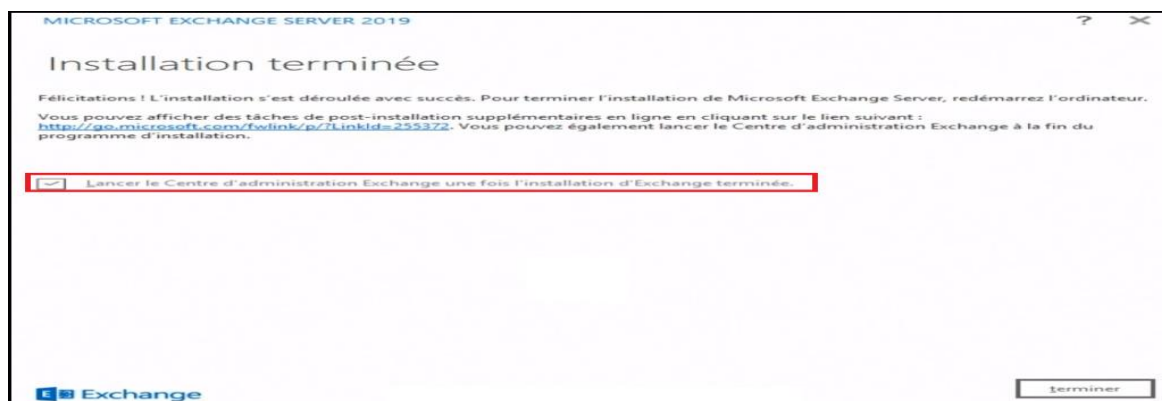 MICROSOFT EXCHANGE SERVER 2019
?
Installation terminée
Félicitations ! L'installation s'est déroulée avec succès. Pour terminer l'installation de Microsoft Exchange Server, redémarrez l'ordinateur.
Vous pouvez afficher des tâches de post-installation supplémentaires en ligne en cliquant sur le lien suivant :
http://go.microsoft.com/fwlink/p/?LinkId=255372. Vous pouvez également lancer le Centre d'administration Exchange à la fin du
programme d'installation.
Lancer le Centre d'administration Exchange une fois l'installation d'Exchange terminée.
E Exchange
terminer